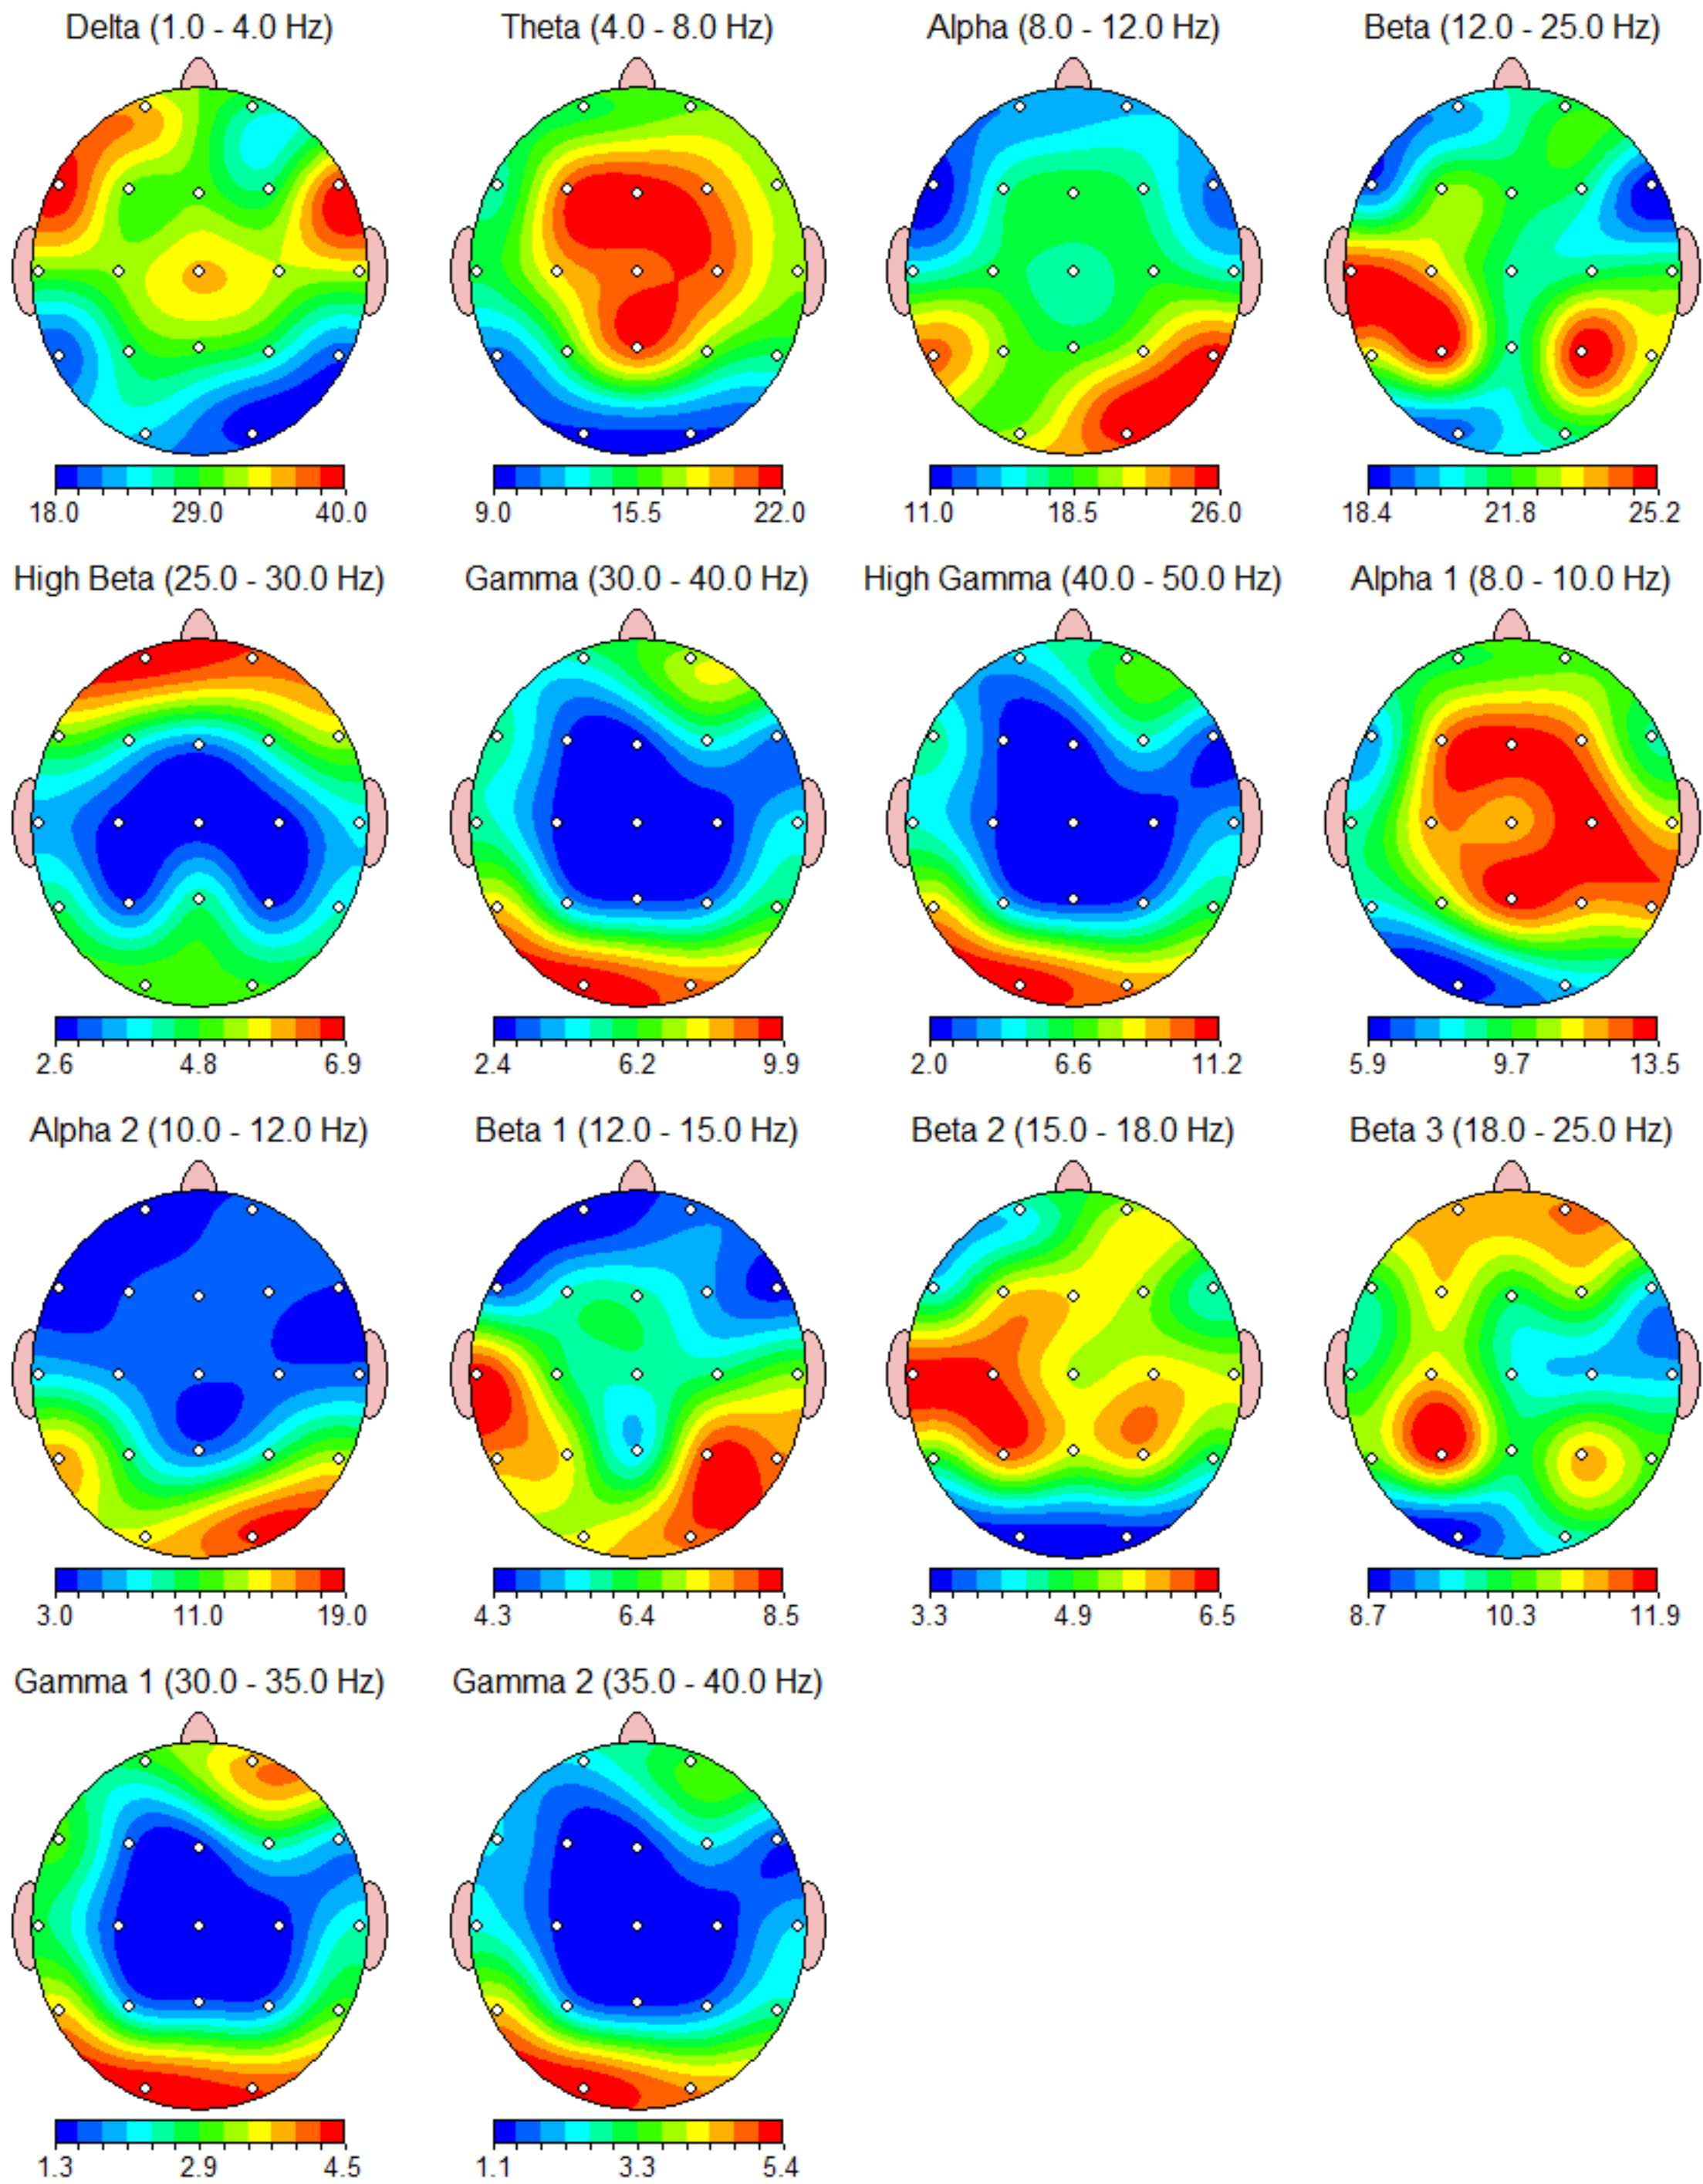 Delta (1.0 - 4.0 Hz) Theta (4.0 - 8.0 Hz) Alpha (8.0 - 12.0 Hz) Beta (12.0 - 25.0 Hz)
18.0 29.0 40.0 9.0 15.5 22.0 11.0 18.5 26.0 18.4 21.8 25.2
High Beta (25.0 - 30.0 Hz) Gamma (30.0 - 40.0 Hz) High Gamma (40.0 - 50.0 Hz) Alpha 1 (8.0 - 10.0 Hz)
2.6 4.8 6.9 2.4 6.2 9.9 2.0 6.6 11.2 5.9 9.7 13.5
Alpha 2 (10.0 - 12.0 Hz) Beta 1 (12.0 - 15.0 Hz) Beta 2 (15.0 - 18.0 Hz) Beta 3 (18.0 - 25.0 Hz)
3.0 11.0 19.0 4.3 6.4 8.5 3.3 4.9 6.5 8.7 10.3 11.9
Gamma 1 (30.0 - 35.0 Hz) Gamma 2 (35.0 - 40.0 Hz)
1.3 2.9 4.5 1.1 3.3 5.4